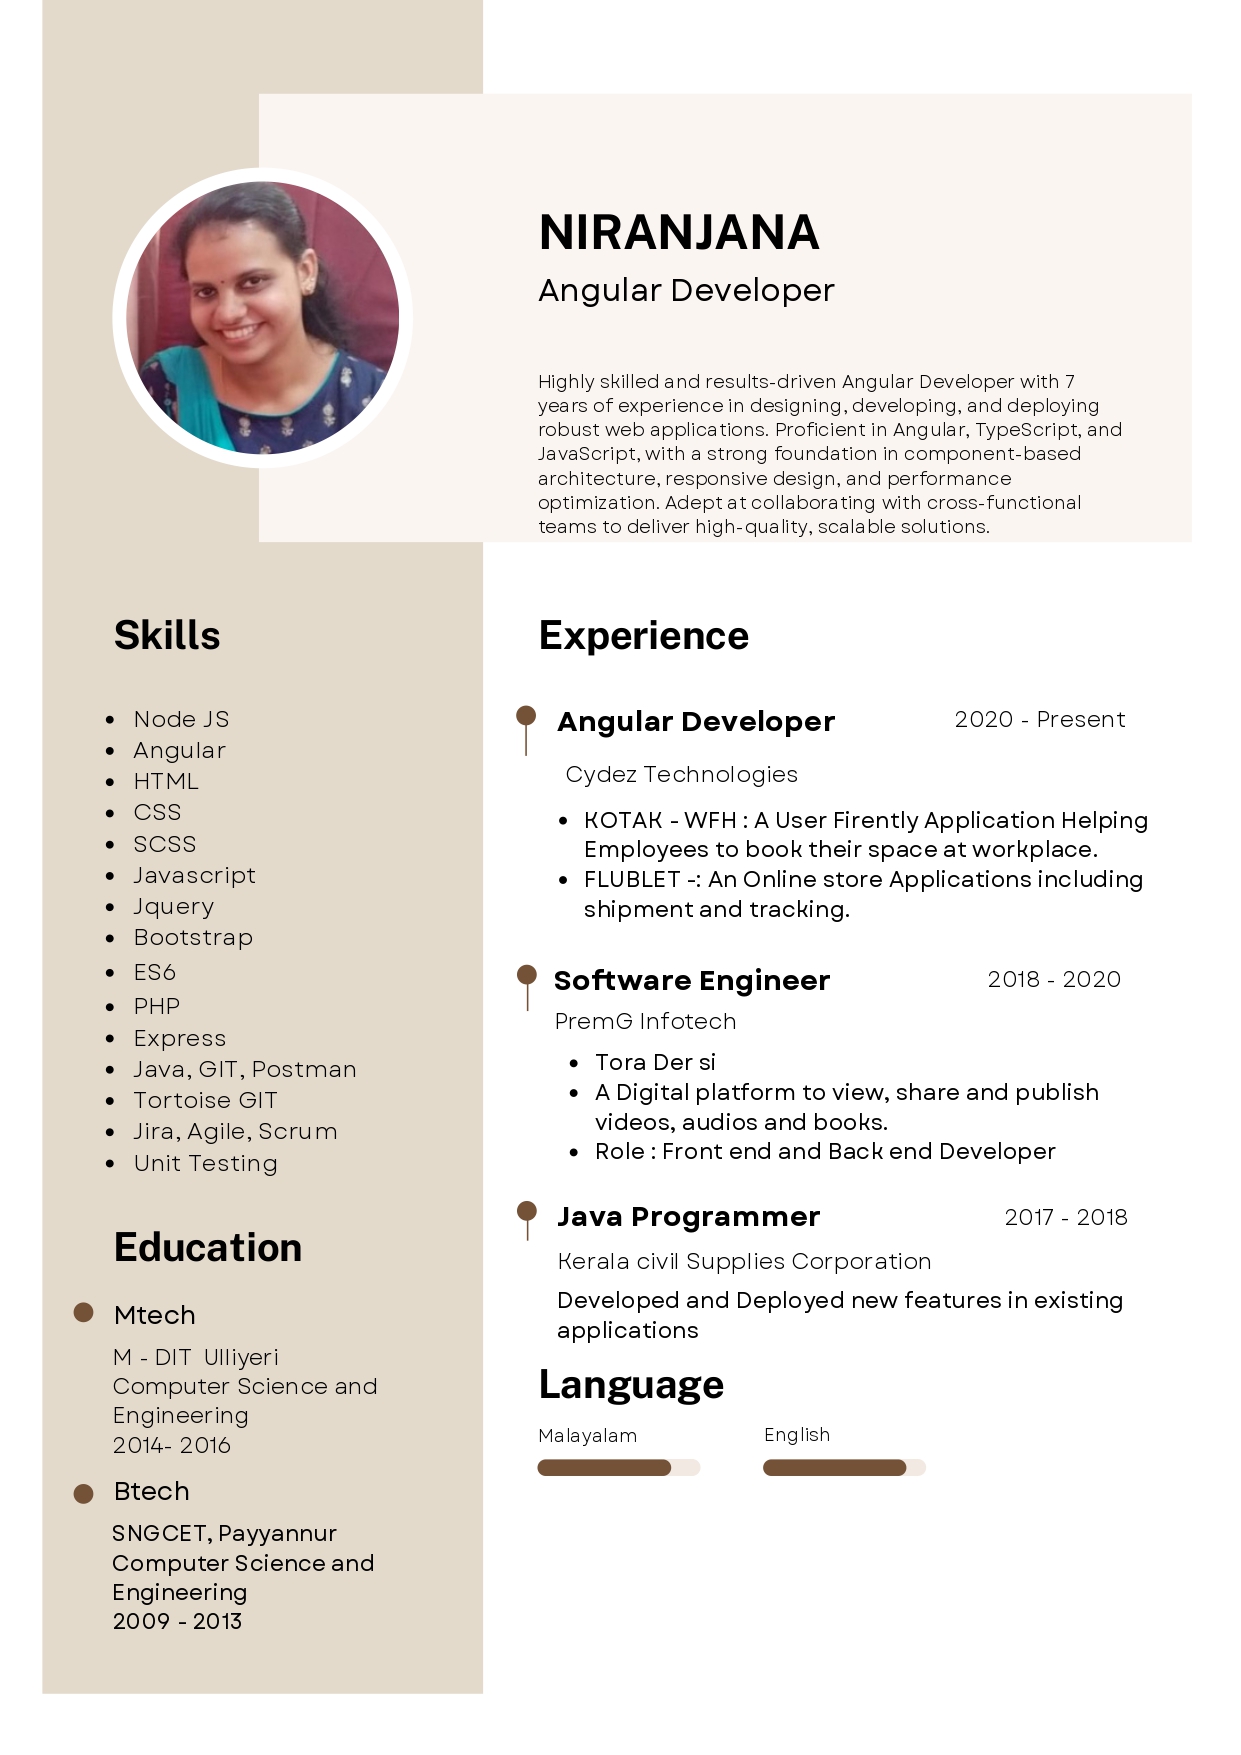 NIRANJANA
Angular Developer
Highly skilled and results-driven Angular Developer with 7
years of experience in designing, developing, and deploying
robust web applications. Proficient in Angular, TypeScript, and
JavaScript, with a strong foundation in component-based
architecture, responsive design, and performance
optimization. Adept at collaborating with cross-functional
teams to deliver high-quality, scalable solutions.
Skills
• Node JS
• Angular
• HTML
• CSS
• SCSS
• Javascript
• Jquery
• Bootstrap
• ES6
• PHP
• Express
• Java, GIT, Postman
• Tortoise GIT
• Jira, Agile, Scrum
• Unit Testing
Education
Mtech
M - DIT Ulliyeri
Computer Science and
Engineering
2014- 2016
Btech
SNGCET, Payyannur
Computer Science and
Engineering
2009 - 2013
Experience
Angular Developer 2020 - Present
Cydez Technologies
• KOTAK - WFH : A User Firently Application Helping
Employees to book their space at workplace.
• FLUBLET -: An Online store Applications including
shipment and tracking.
Software Engineer 2018 - 2020
PremG Infotech
• Tora Der si
• A Digital platform to view, share and publish
videos, audios and books.
• Role : Front end and Back end Developer
Java Programmer 2017 - 2018
Kerala civil Supplies Corporation
Developed and Deployed new features in existing
applications
Language
Malayalam English